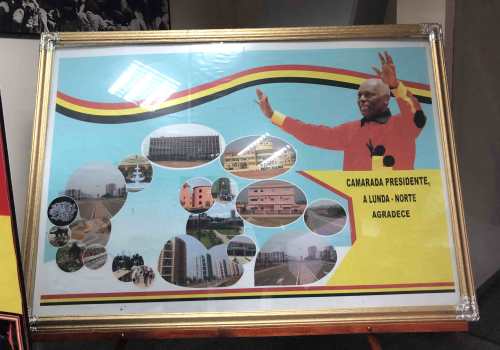 CAMARADA PRESIDENTE,
A LUNDA - NORTE
AGRADECE